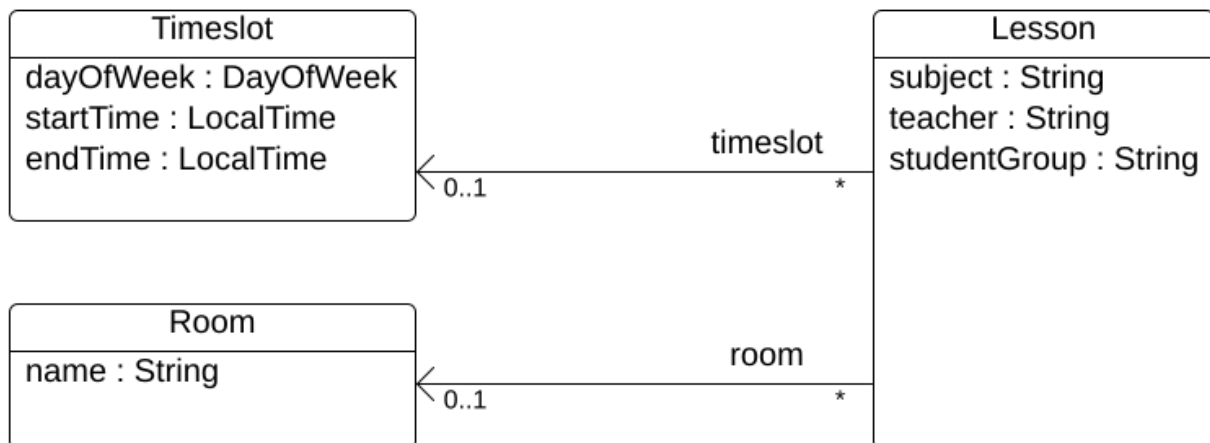 Timeslot
dayOfWeek : DayOfWeek
startTime : LocalTime
endTime : LocalTime
timeslot
0..1
*
Lesson
subject : String
teacher : String
studentGroup : String
Room
name : String
room
0..1
*